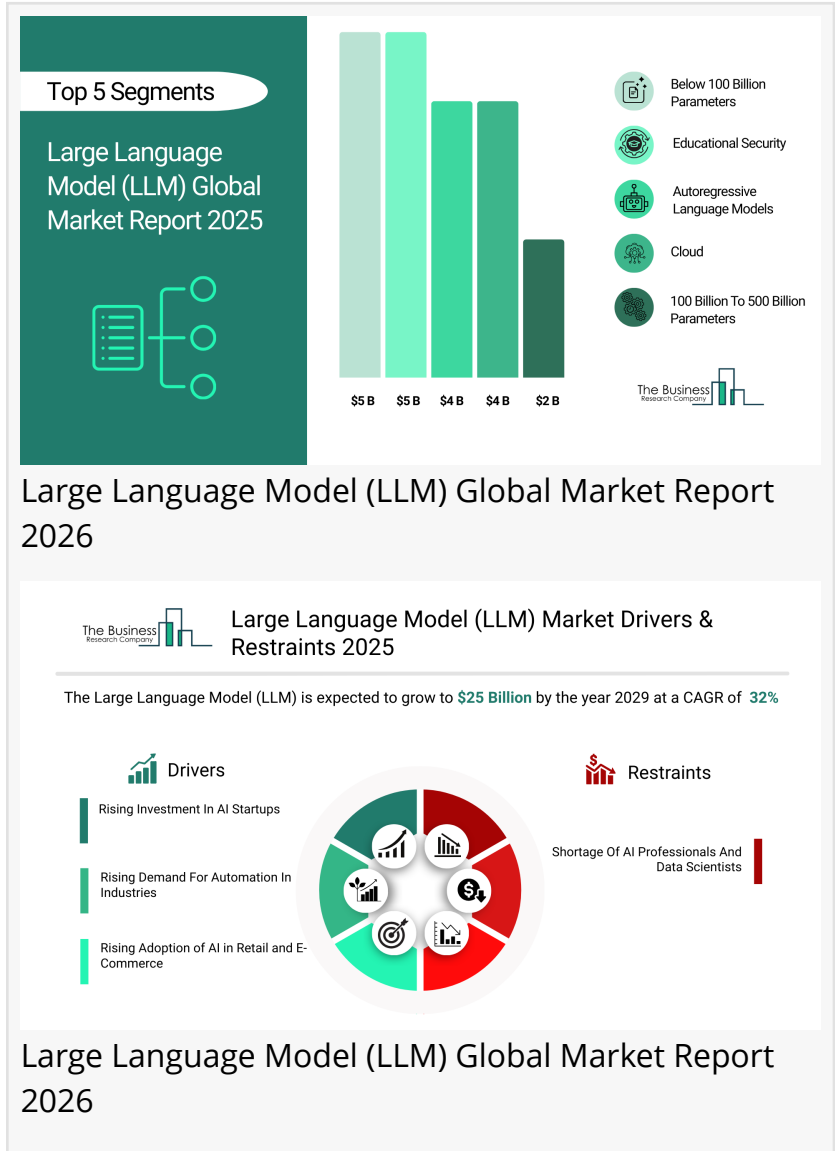 Top 5 Segments
Large Language
Model (LLM) Global
Market Report 2025
$5 B
$5 B
$4 B
$4 B
$2 B
Below 100 Billion
Parameters
Educational Security
Autoregressive
Language Models
Cloud
100 Billion To 500 Billion
Parameters
The Business
Research Company
Large Language Model (LLM) Global Market Report
2026
The Business
Research Company
Large Language Model (LLM) Market Drivers &
Restraints 2025
The Large Language Model (LLM) is expected to grow to $25 Billion by the year 2029 at a CAGR of 32%
Drivers
Rising Investment In AI Startups
Rising Demand For Automation In
Industries
Rising Adoption of AI in Retail and E-
Commerce
Restraints
Shortage Of AI Professionals And
Data Scientists
Large Language Model (LLM) Global Market Report
2026